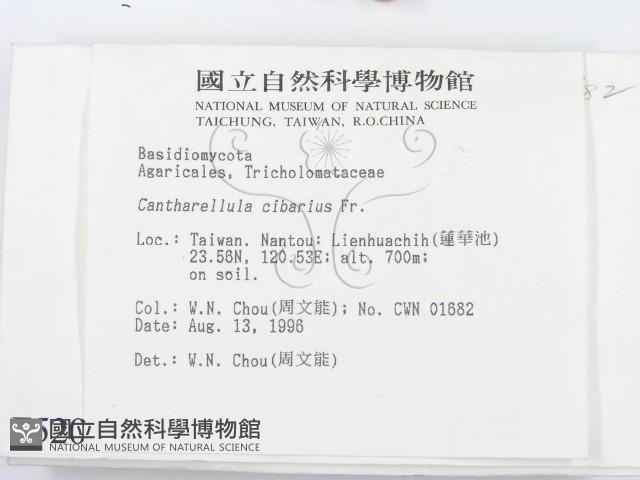 國立自然科學博物館
NATIONAL MUSEUM OF NATURAL SCIENCE
TAICHUNG, TAIWAN, R.O.CHINA
82
Basidiomycota
Agaricales, Tricholomataceae
Cantharellula cibarius Fr.
Loc.: Taiwan. Nantou: Lienhuachih(蓮華池)
23.56N, 120.53E; alt. 700m;
on soil.
Col.: W.N. Chou(周文能); No. CWN 01682
Date: Aug. 13, 1996
Det.: W.N. Chou(周文能)
國立自然科學博物館
NATIONAL MUSEUM OF NATURAL SCIENCE